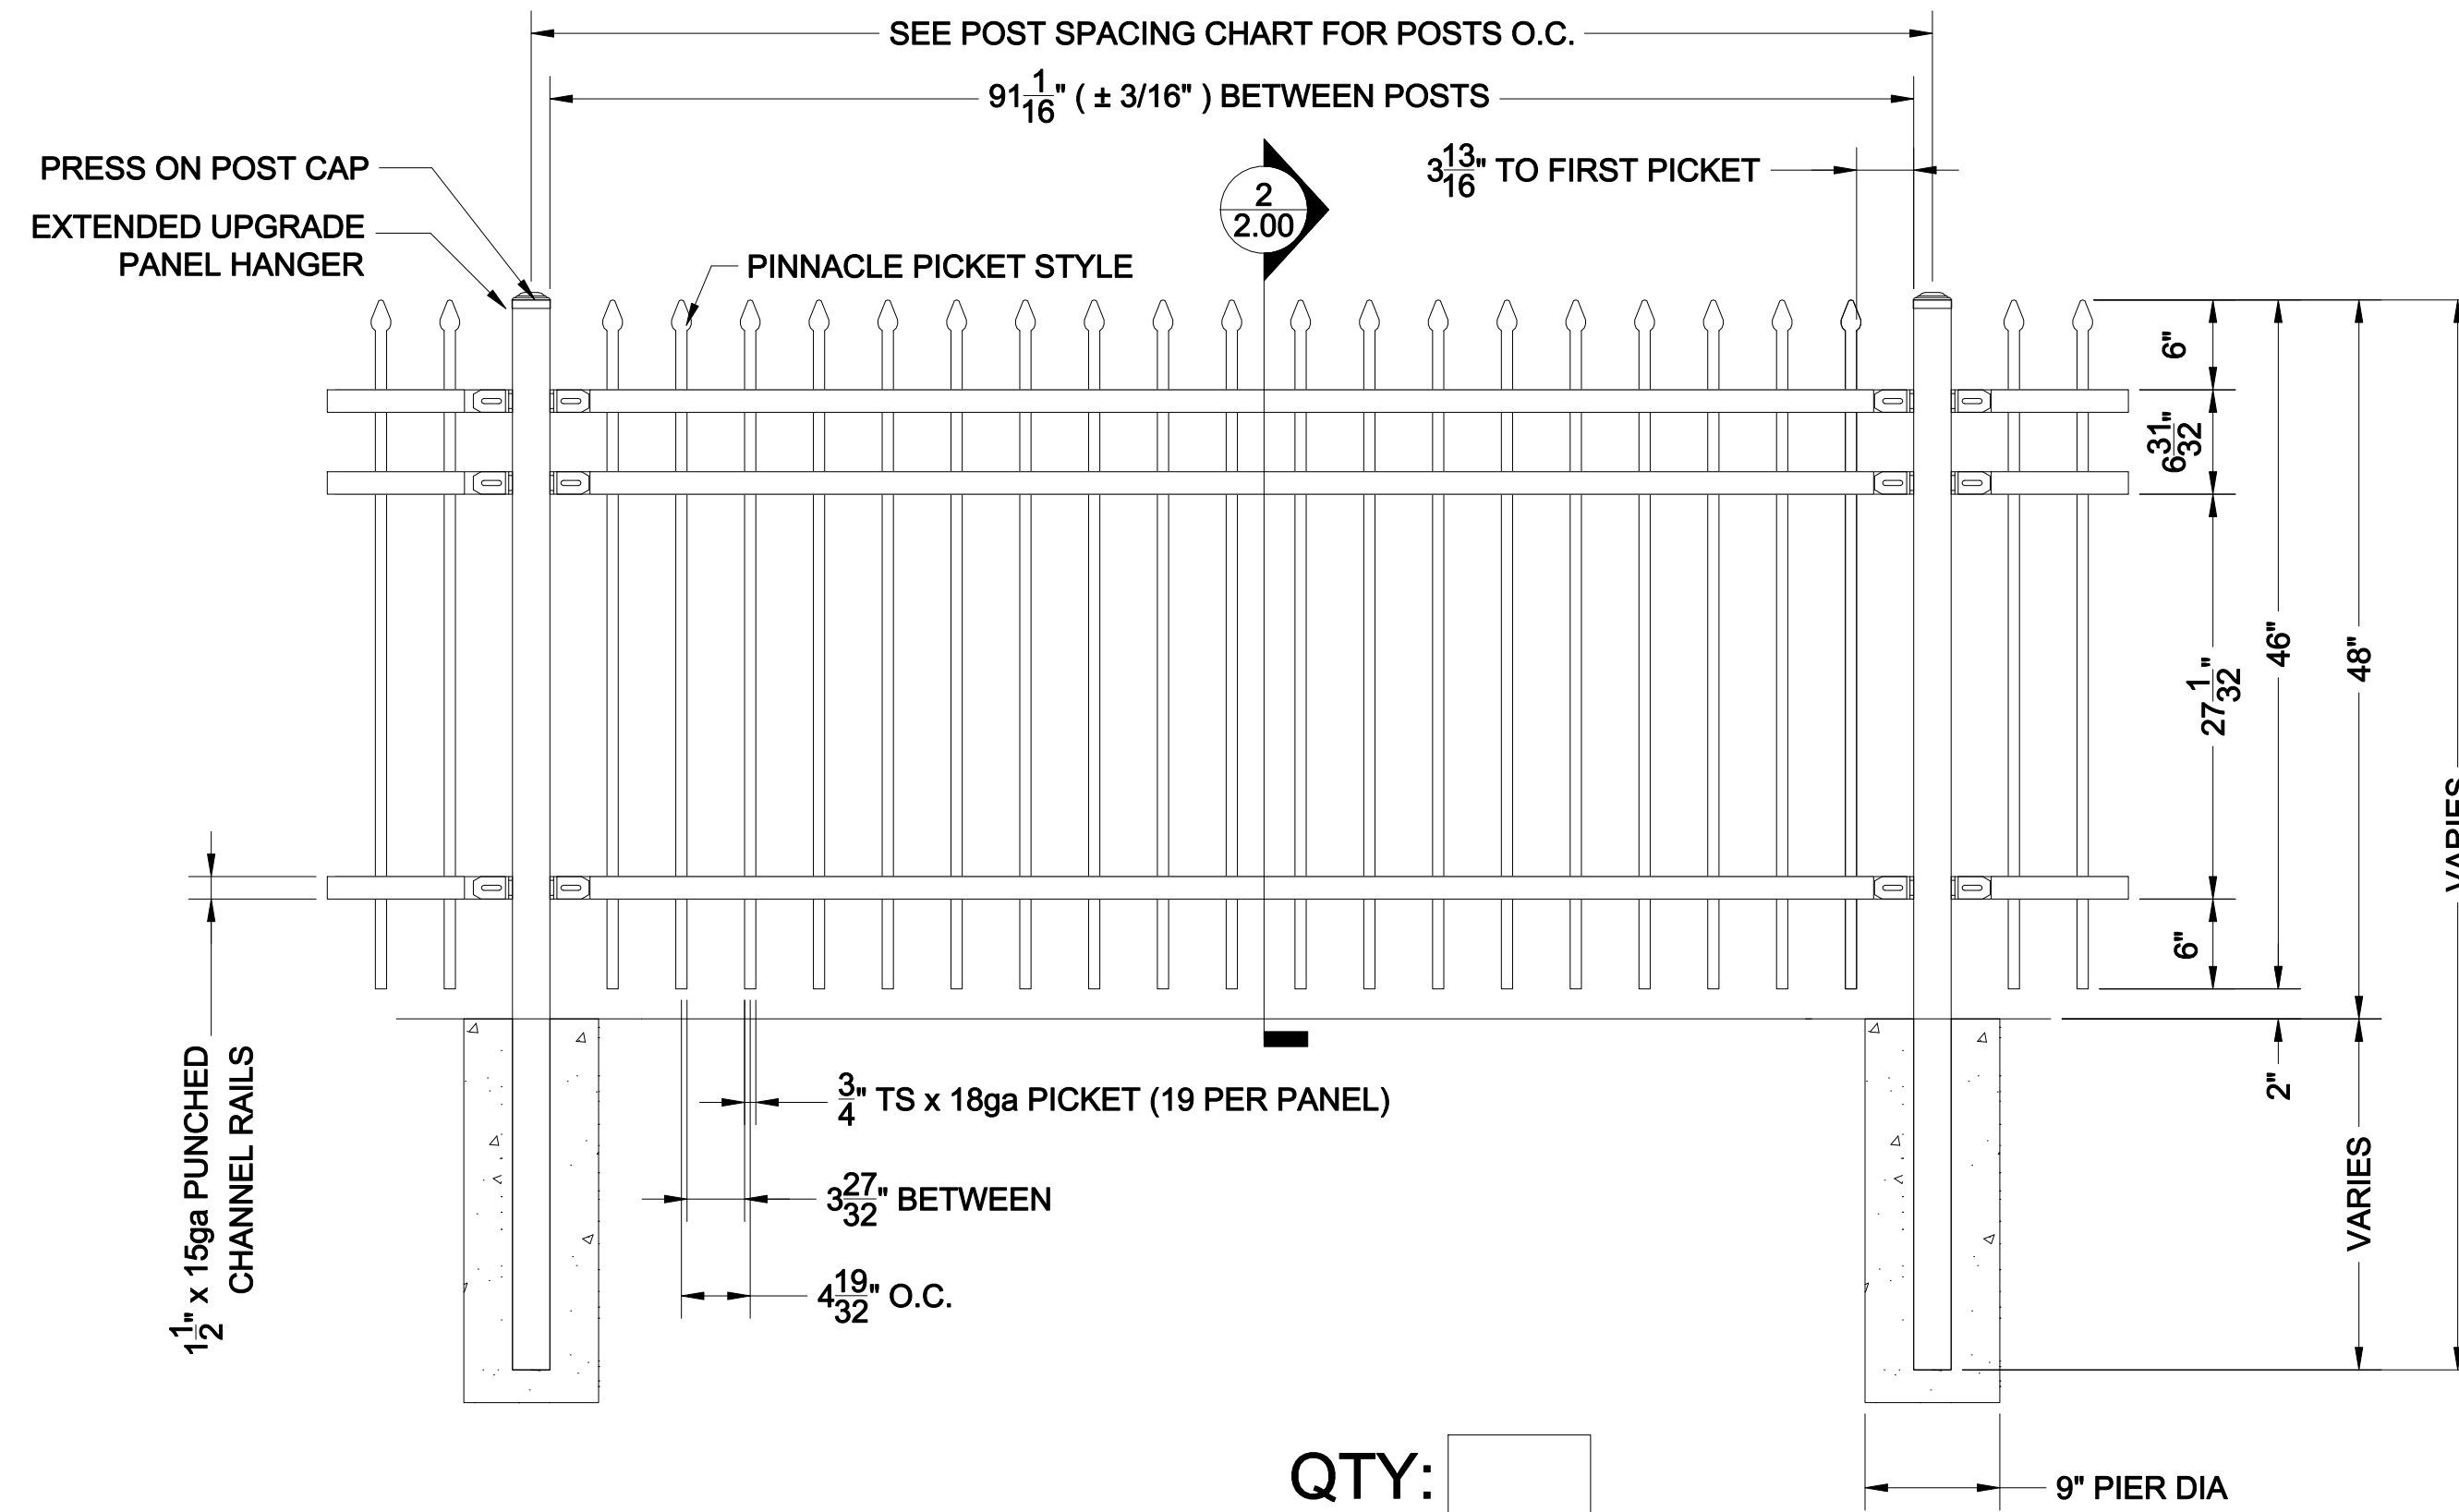 SEE POST SPACING CHART FOR POSTS O.C.
91 1/16" ( ± 3/16" ) BETWEEN POSTS
PRESS ON POST CAP
3 13/16" TO FIRST PICKET
2
2.00
EXTENDED UPGRADE
PANEL HANGER
PINNACLE PICKET STYLE
6"
6 31/32"
27 1/32"
46"
48"
VARIES
6"
2"
VARIES
1 1/2" x 15ga PUNCHED
CHANNEL RAILS
3/4" TS x 18ga PICKET (19 PER PANEL)
3 27/32" BETWEEN
4 19/32" O.C.
QTY:
9" PIER DIA